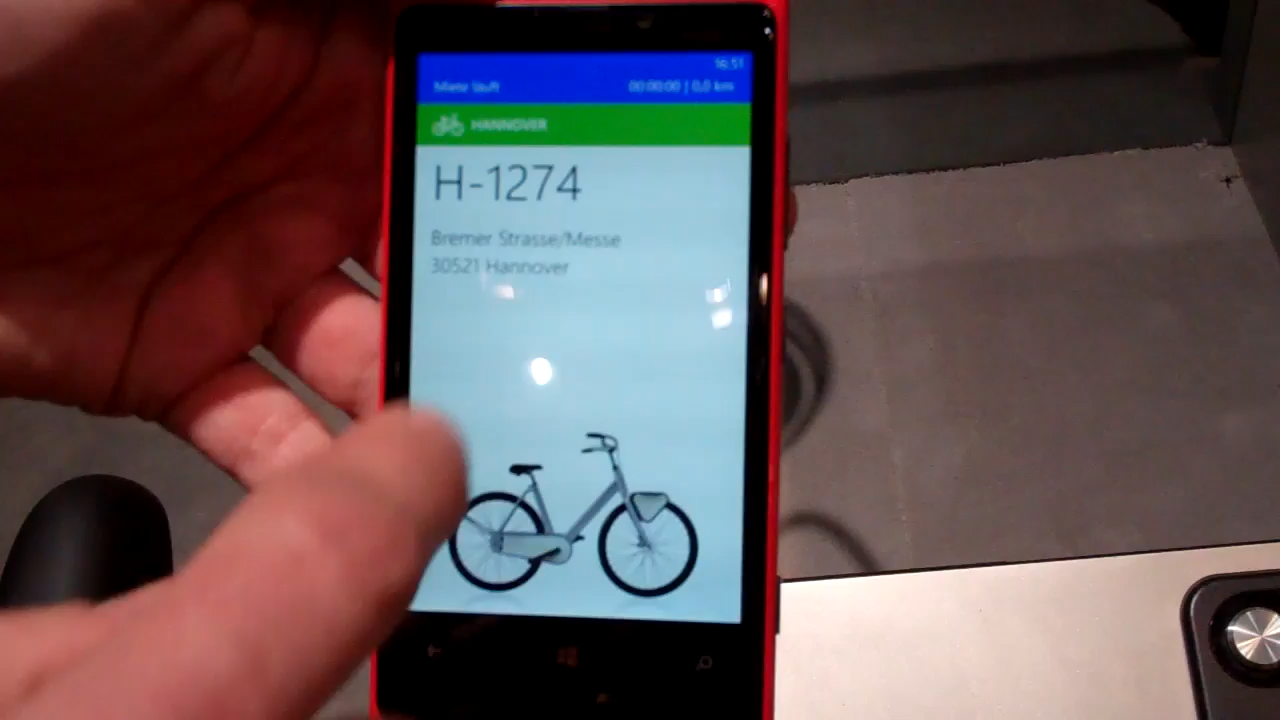 16:51
Miete läuft 00:00:00 | 0,0 km
HANNOVER
H-1274
Bremer Strasse/Messe
30521 Hannover